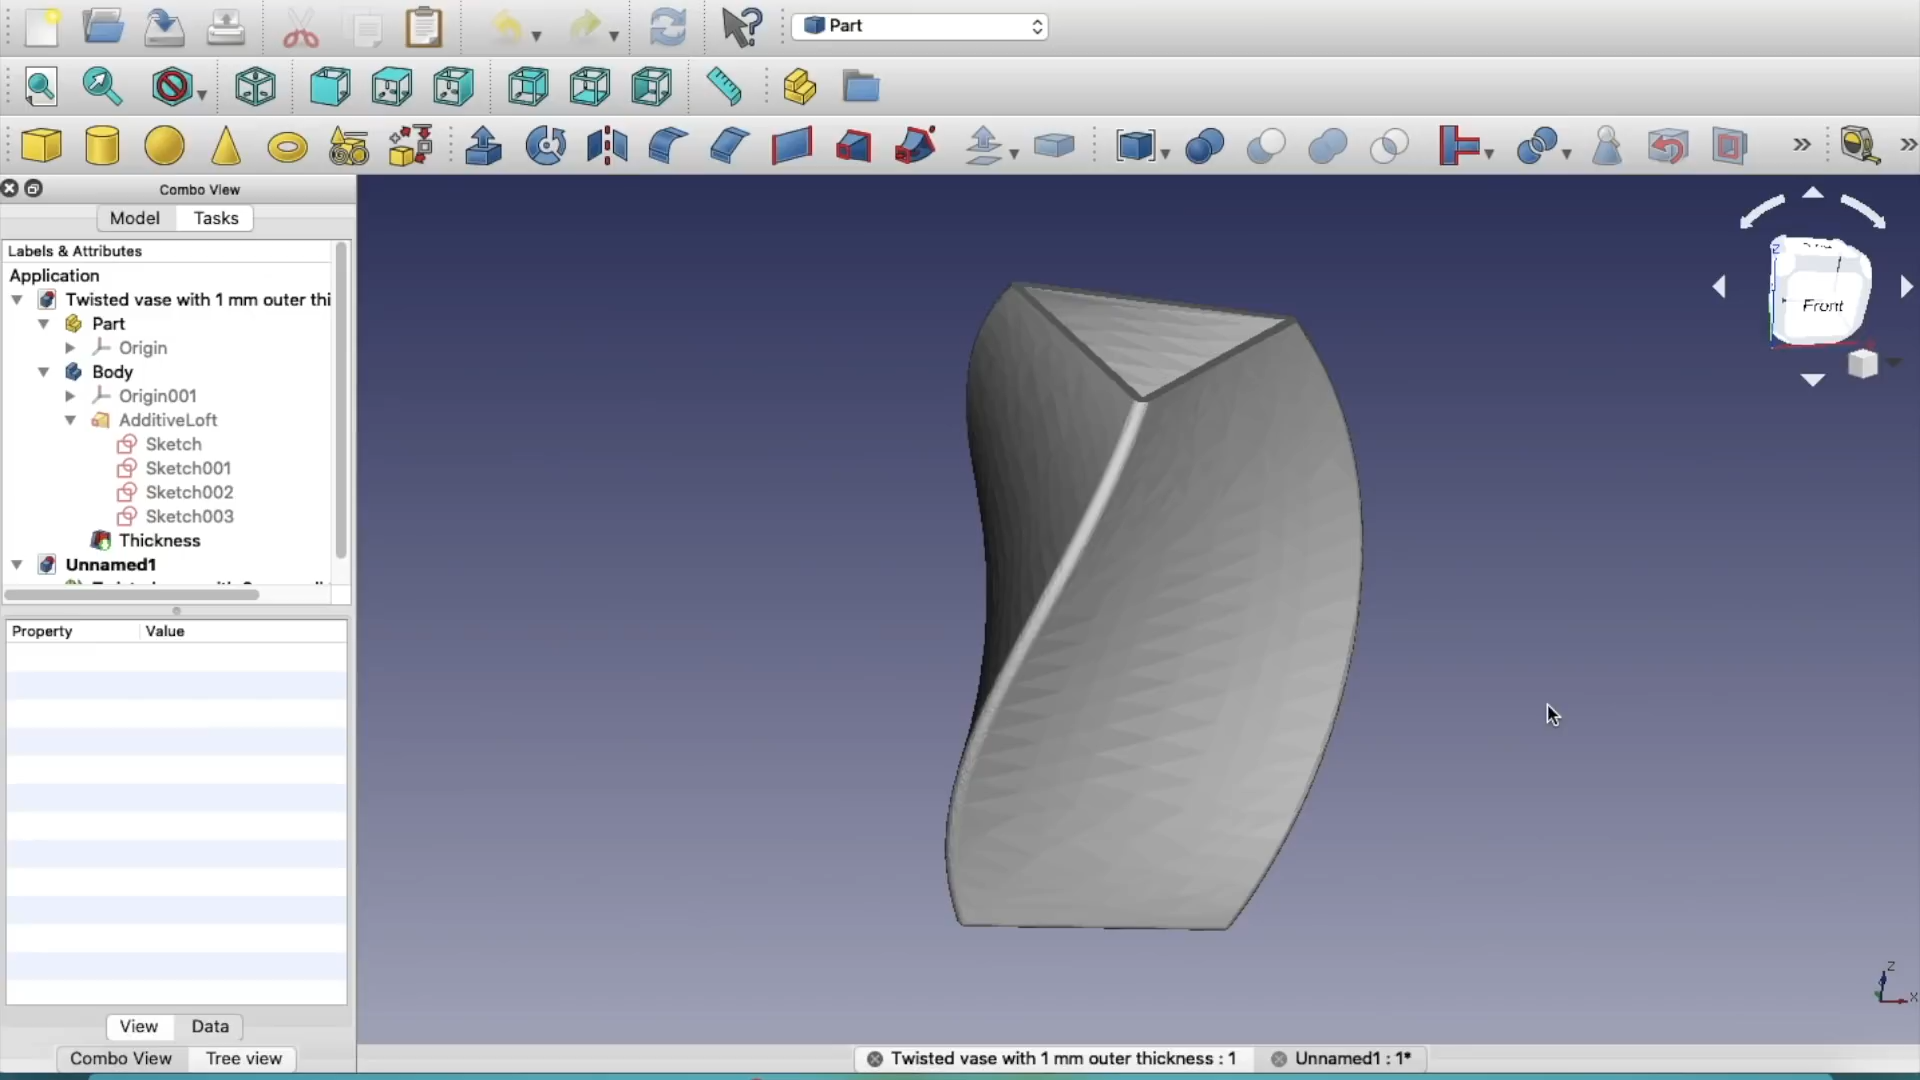 Part
Combo View
Model
Tasks
Labels & Attributes
Application
Twisted vase with 1 mm outer thi
Part
Origin
Body
Origin001
AdditiveLoft
Sketch
Sketch001
Sketch002
Sketch003
Thickness
Unnamed1
Property Value
View Data
Combo View Tree view
Z
Front
Z
X
Twisted vase with 1 mm outer thickness : 1
Unnamed1 : 1*